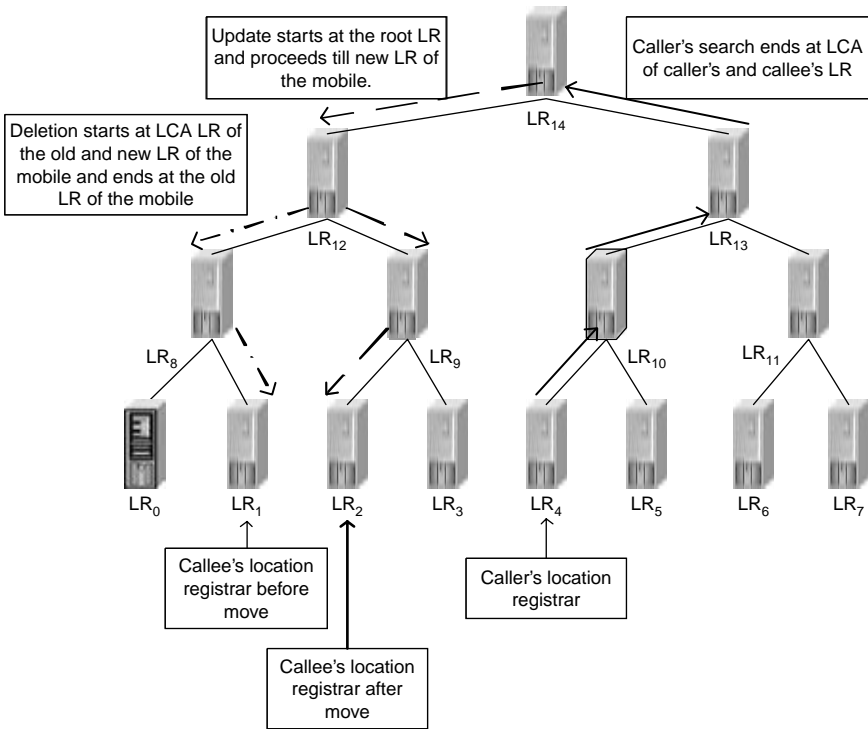 Update starts at the root LR
and proceeds till new LR of
the mobile.
Caller's search ends at LCA
of caller's and callee's LR
LR14
Deletion starts at LCA LR of
the old and new LR of the
mobile and ends at the old
LR of the mobile
LR12
LR13
LR8
LR9
LR10
LR11
LR0
LR1
LR2
LR3
LR4
LR5
LR6
LR7
Callee's location
registrar before
move
Caller's location
registrar
Callee's location
registrar after
move